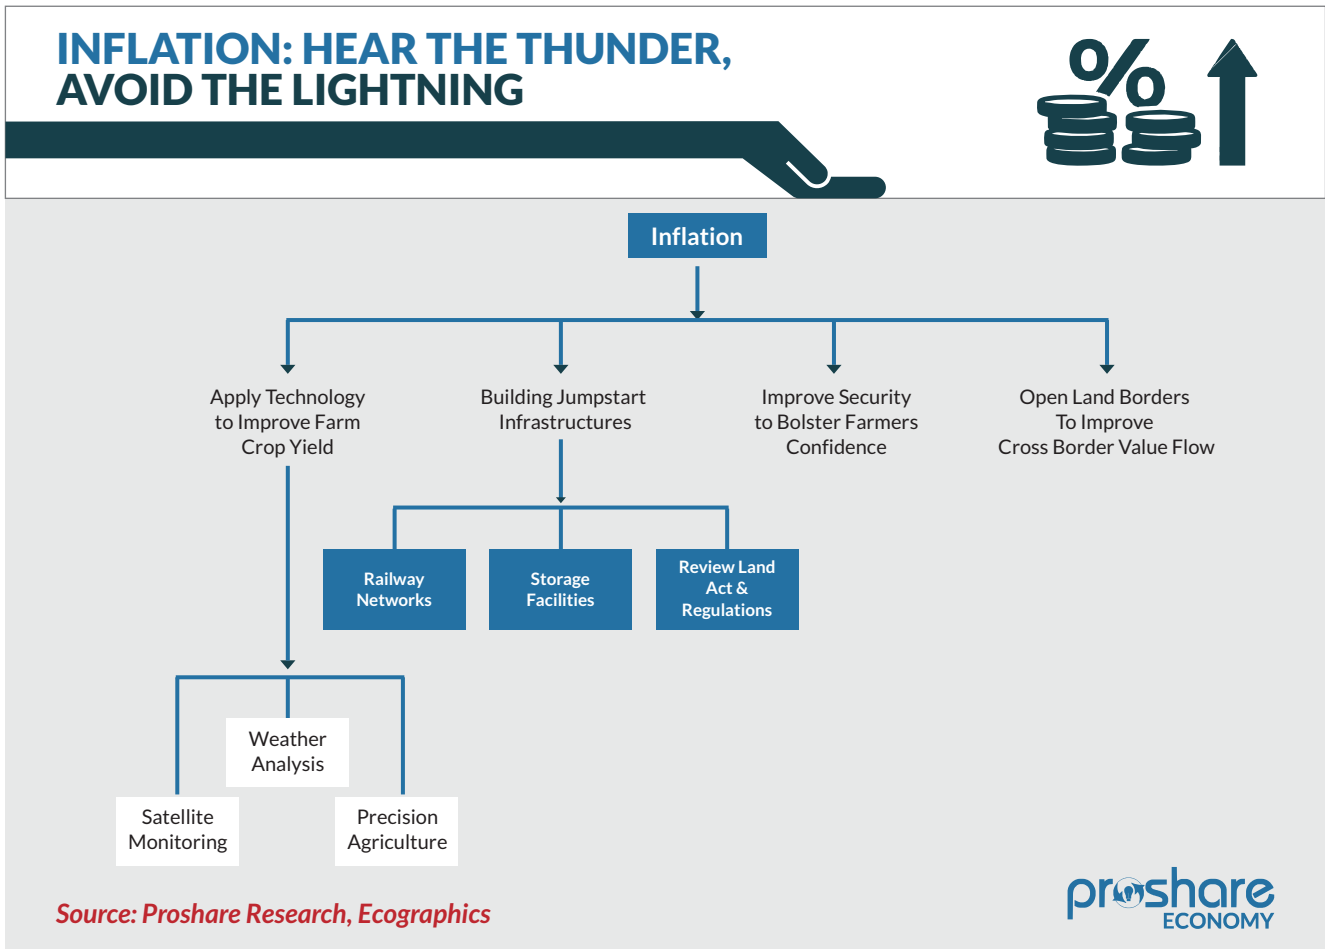 INFLATION: HEAR THE THUNDER,
AVOID THE LIGHTNING
%
Inflation
Apply Technology
to Improve Farm
Crop Yield
Building Jumpstart
Infrastructures
Improve Security
to Bolster Farmers
Confidence
Open Land Borders
To Improve
Cross Border Value Flow
Railway
Networks
Storage
Facilities
Review Land
Act &
Regulations
Weather
Analysis
Satellite
Monitoring
Precision
Agriculture
Source: Proshare Research, Ecographics
proshare
ECONOMY